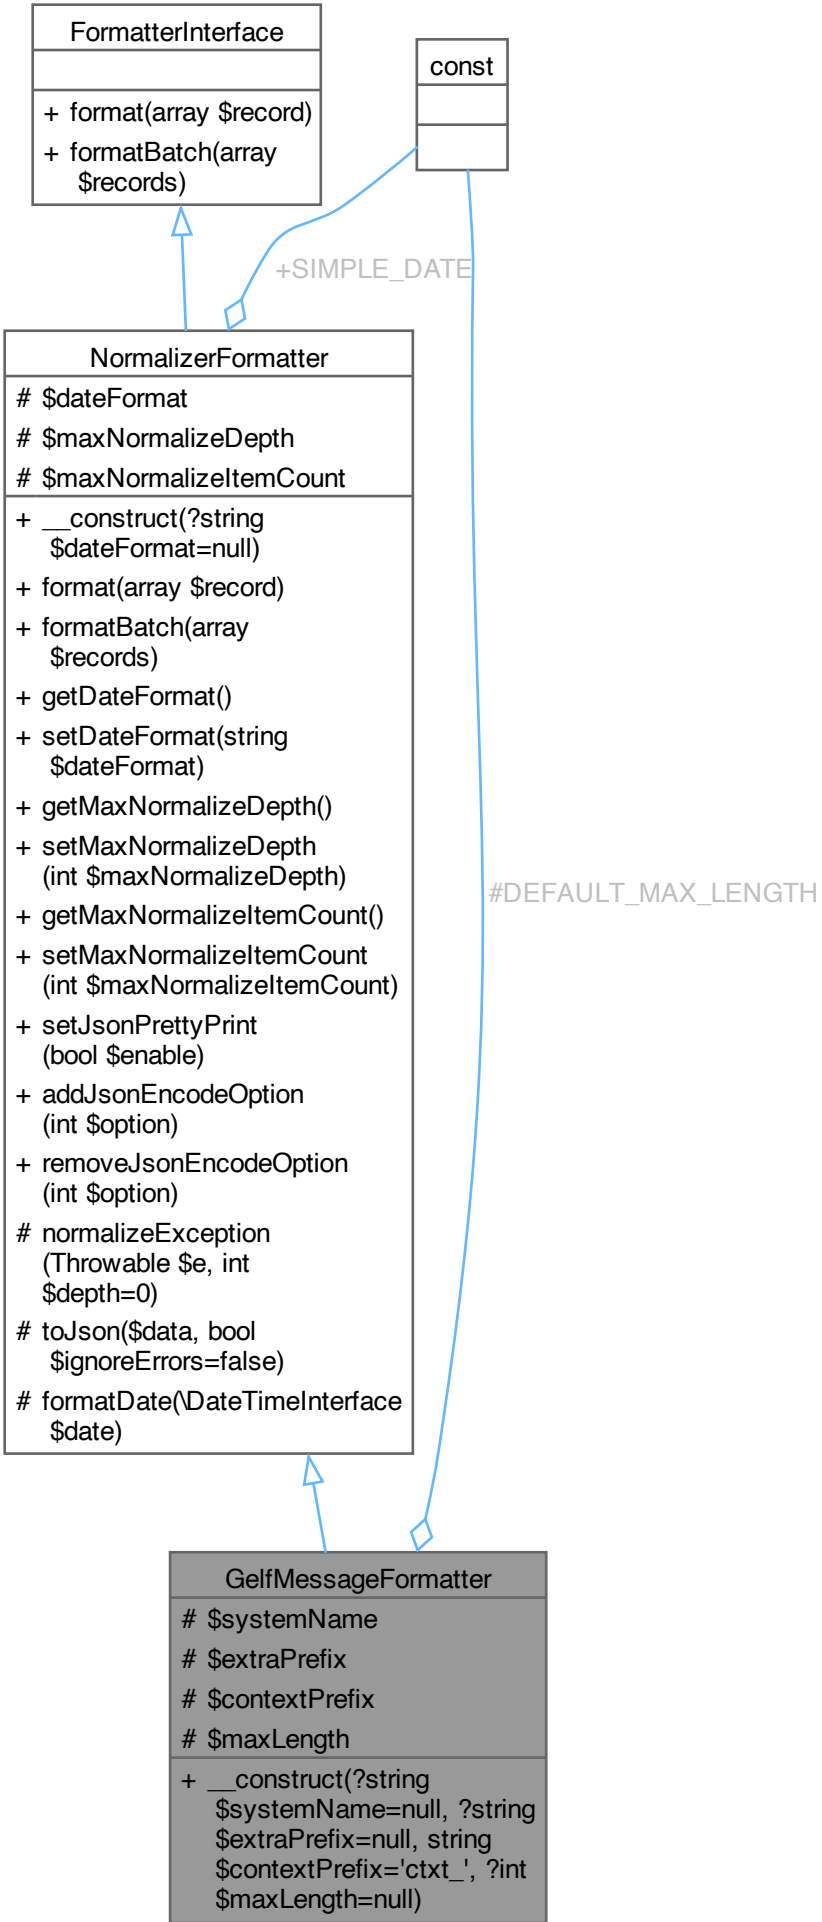 FormatterInterface
+ format(array $record)
+ formatBatch(array
$records)
const
+SIMPLE_DATE
NormalizerFormatter
# $dateFormat
# $maxNormalizeDepth
# $maxNormalizeItemCount
+ __construct(?string
$dateFormat=null)
+ format(array $record)
+ formatBatch(array
$records)
+ getDateFormat()
+ setDateFormat(string
$dateFormat)
+ getMaxNormalizeDepth()
+ setMaxNormalizeDepth
(int $maxNormalizeDepth)
+ getMaxNormalizeItemCount()
+ setMaxNormalizeItemCount
(int $maxNormalizeItemCount)
+ setJsonPrettyPrint
(bool $enable)
+ addJsonEncodeOption
(int $option)
+ removeJsonEncodeOption
(int $option)
# normalizeException
(Throwable $e, int
$depth=0)
# toJson($data, bool
$ignoreErrors=false)
# formatDate(\DateTimeInterface
$date)
#DEFAULT_MAX_LENGTH
GelfMessageFormatter
# $systemName
# $extraPrefix
# $contextPrefix
# $maxLength
+ __construct(?string
$systemName=null, ?string
$extraPrefix=null, string
$contextPrefix='ctxt_', ?int
$maxLength=null)